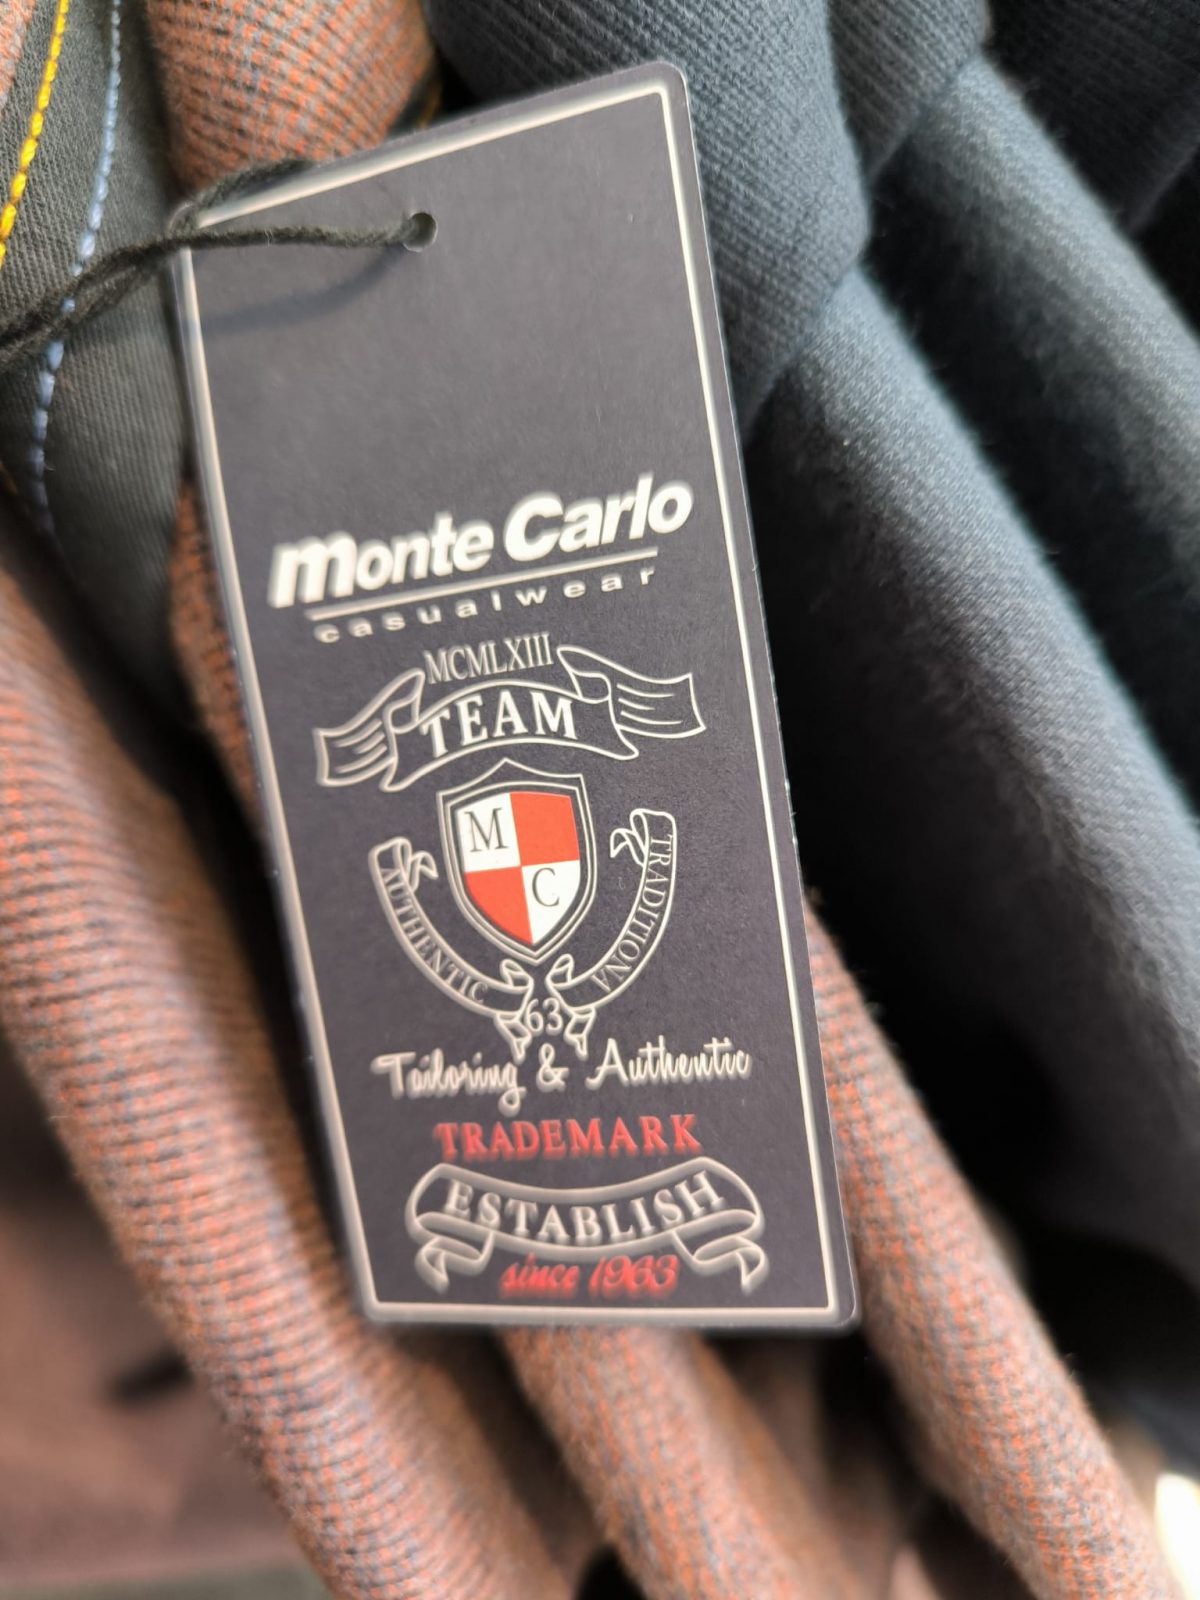 Monte Carlo
casualwear
MCMLXIII
TEAM
M
C
AUTHENTIC
TRADITIONA
63
Tailoring & Authentic
TRADEMARK
ESTABLISH
since 1963